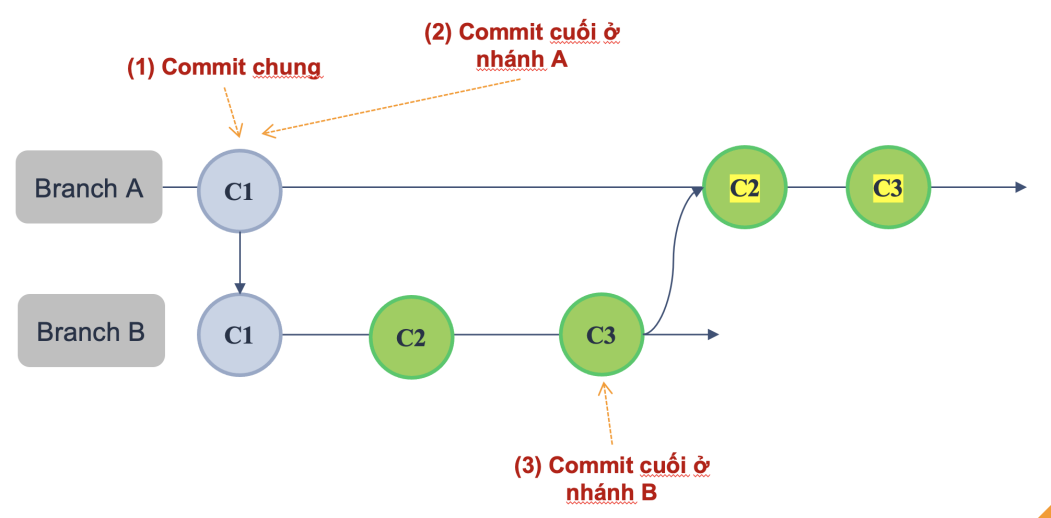 (2) Commit cuối ở
nhánh A
(1) Commit chung
Branch A
C1
C2
C3
Branch B
C1
C2
C3
(3) Commit cuối ở
nhánh B